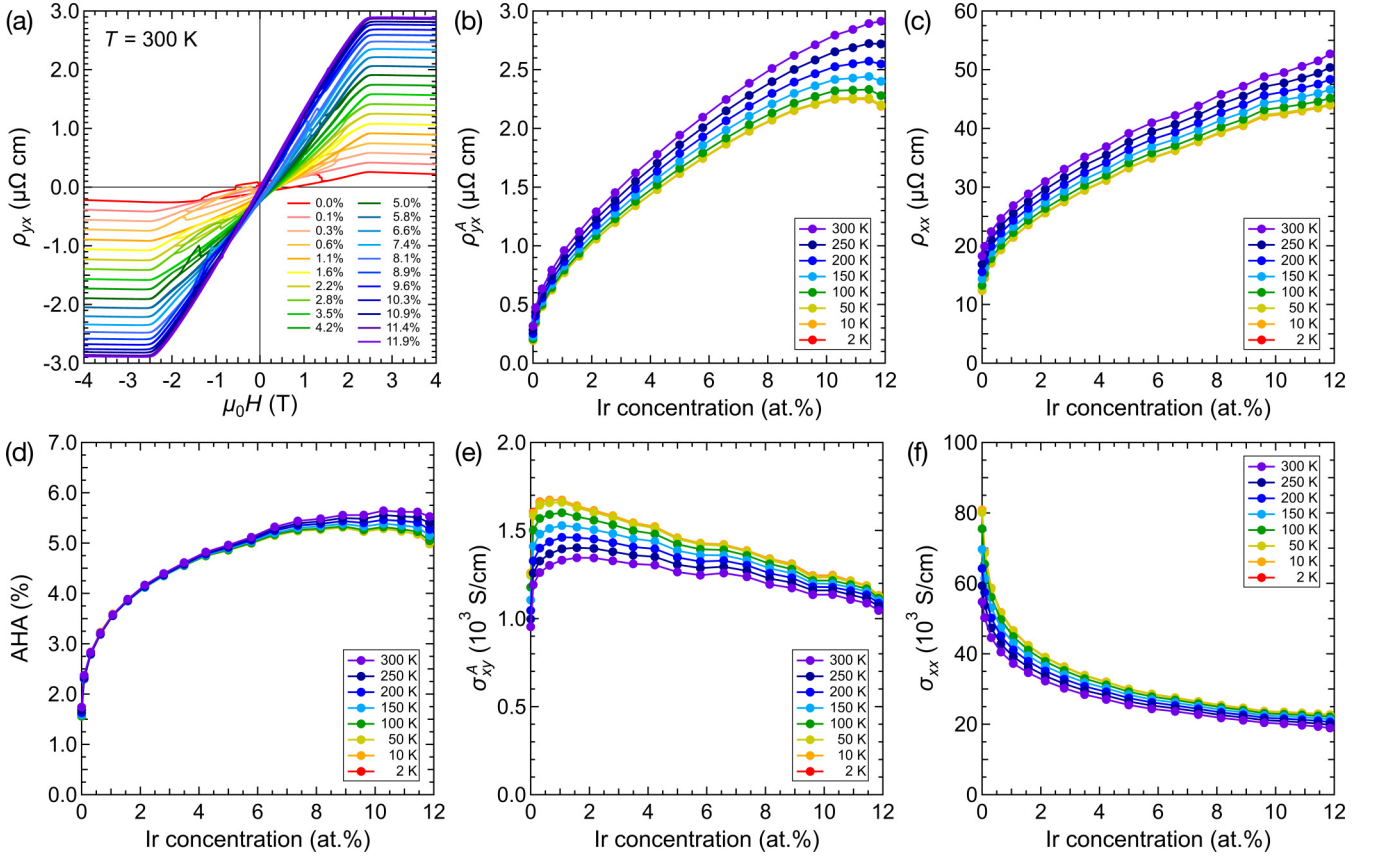 (a)
T = 300 K
3.0
2.0
1.0
0.0
-1.0
-2.0
-3.0
ρyx (μΩ cm)
-4 -3 -2 -1 0 1 2 3 4
μ0H (T)
0.0%
0.1%
0.3%
0.6%
1.1%
1.6%
2.2%
2.8%
3.5%
4.2%
5.0%
5.8%
6.6%
7.4%
8.1%
8.9%
9.6%
10.3%
10.9%
11.4%
11.9%
(b)
3.0
2.5
2.0
1.5
1.0
0.5
0.0
ρyx^A (μΩ cm)
0 2 4 6 8 10 12
Ir concentration (at.%)
300 K
250 K
200 K
150 K
100 K
50 K
10 K
2 K
(c)
60
50
40
30
20
10
0
ρxx (μΩ cm)
0 2 4 6 8 10 12
Ir concentration (at.%)
300 K
250 K
200 K
150 K
100 K
50 K
10 K
2 K
(d)
7.0
6.0
5.0
4.0
3.0
2.0
1.0
0.0
AHA (%)
0 2 4 6 8 10 12
Ir concentration (at.%)
300 K
250 K
200 K
150 K
100 K
50 K
10 K
2 K
(e)
2.0
1.6
1.2
0.8
0.4
0.0
σxy^A (10^3 S/cm)
0 2 4 6 8 10 12
Ir concentration (at.%)
300 K
250 K
200 K
150 K
100 K
50 K
10 K
2 K
(f)
100
80
60
40
20
0
σxx (10^3 S/cm)
0 2 4 6 8 10 12
Ir concentration (at.%)
300 K
250 K
200 K
150 K
100 K
50 K
10 K
2 K